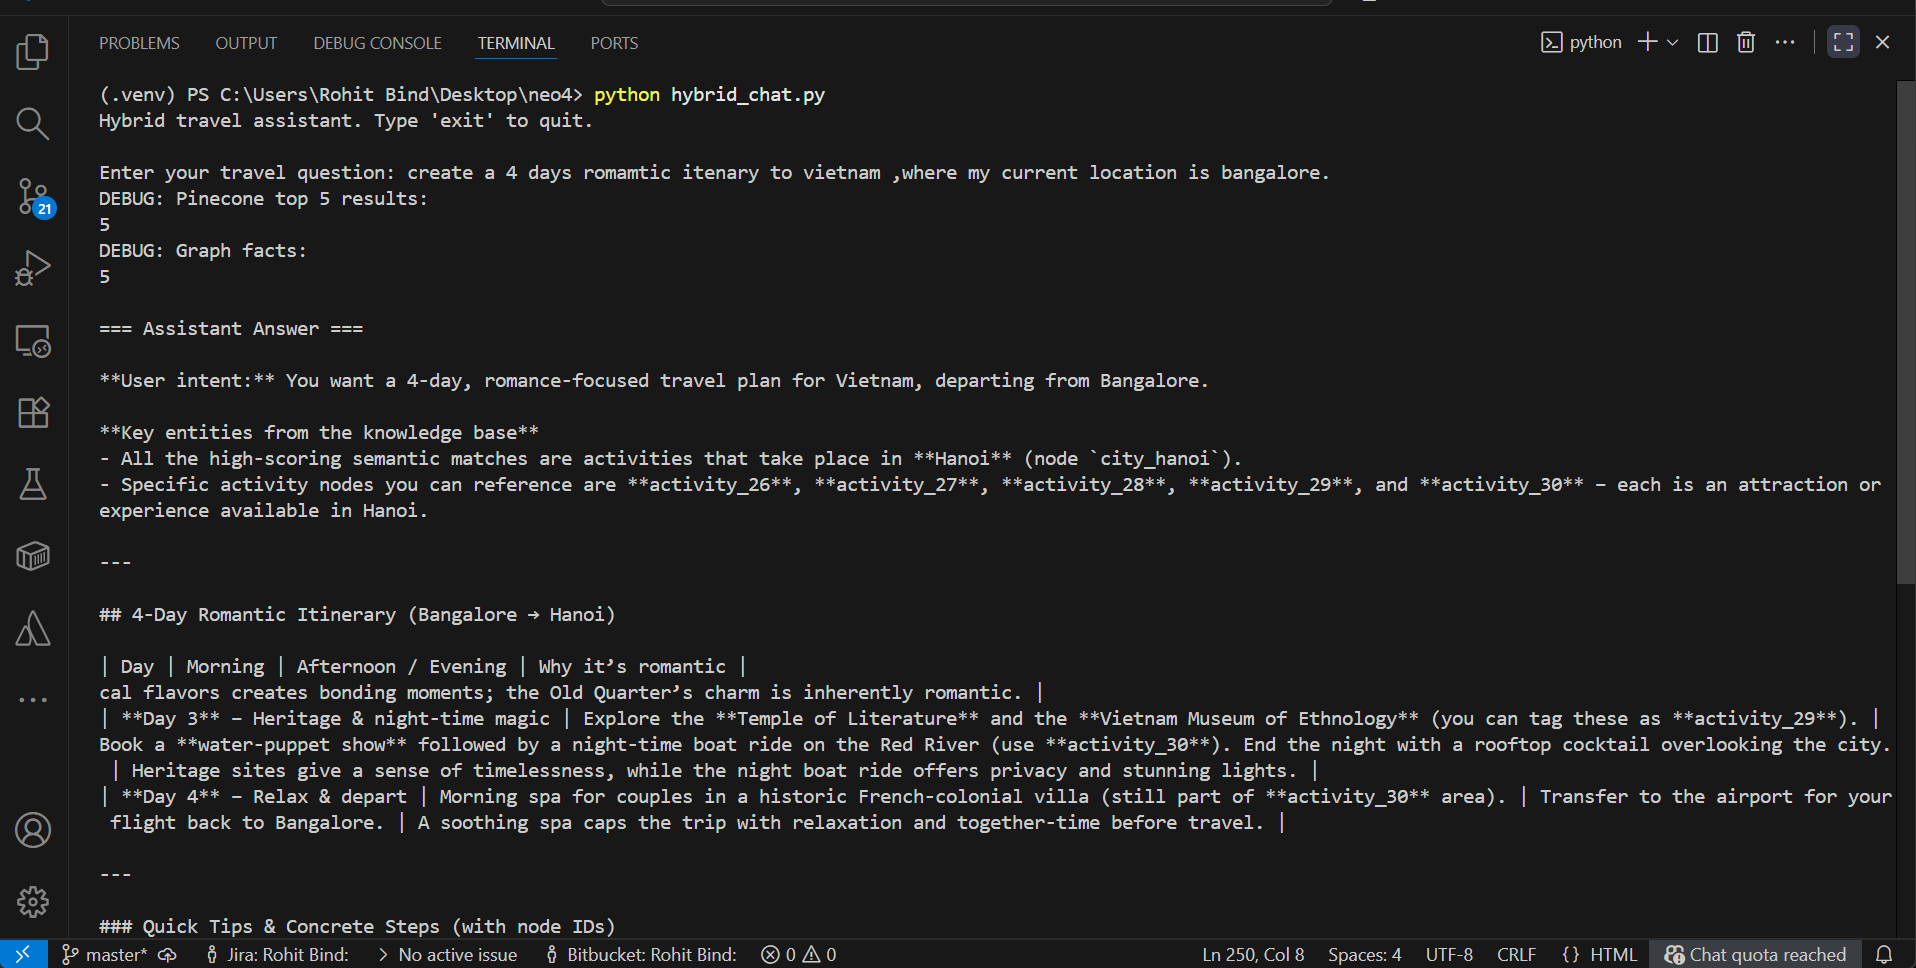 PROBLEMS OUTPUT DEBUG CONSOLE TERMINAL PORTS python
(.venv) PS C:\Users\Rohit Bind\Desktop\neo4> python hybrid_chat.py
Hybrid travel assistant. Type 'exit' to quit.
Enter your travel question: create a 4 days romamtic itenary to vietnam ,where my current location is bangalore.
DEBUG: Pinecone top 5 results:
5
DEBUG: Graph facts:
5
=== Assistant Answer ===
**User intent:** You want a 4-day, romance-focused travel plan for Vietnam, departing from Bangalore.
**Key entities from the knowledge base**
- All the high-scoring semantic matches are activities that take place in **Hanoi** (node `city_hanoi`).
- Specific activity nodes you can reference are **activity_26**, **activity_27**, **activity_28**, **activity_29**, and **activity_30** – each is an attraction or
experience available in Hanoi.
---
## 4-Day Romantic Itinerary (Bangalore → Hanoi)
| Day | Morning | Afternoon / Evening | Why it’s romantic |
cal flavors creates bonding moments; the Old Quarter’s charm is inherently romantic. |
| **Day 3** – Heritage & night-time magic | Explore the **Temple of Literature** and the **Vietnam Museum of Ethnology** (you can tag these as **activity_29**). |
Book a **water-puppet show** followed by a night-time boat ride on the Red River (use **activity_30**). End the night with a rooftop cocktail overlooking the city.
| Heritage sites give a sense of timelessness, while the night boat ride offers privacy and stunning lights. |
| **Day 4** – Relax & depart | Morning spa for couples in a historic French-colonial villa (still part of **activity_30** area). | Transfer to the airport for your
flight back to Bangalore. | A soothing spa caps the trip with relaxation and together-time before travel. |
---
### Quick Tips & Concrete Steps (with node IDs)
21
master* Jira: Rohit Bind: No active issue Bitbucket: Rohit Bind: 0 0 Ln 250, Col 8 Spaces: 4 UTF-8 CRLF {} HTML Chat quota reached